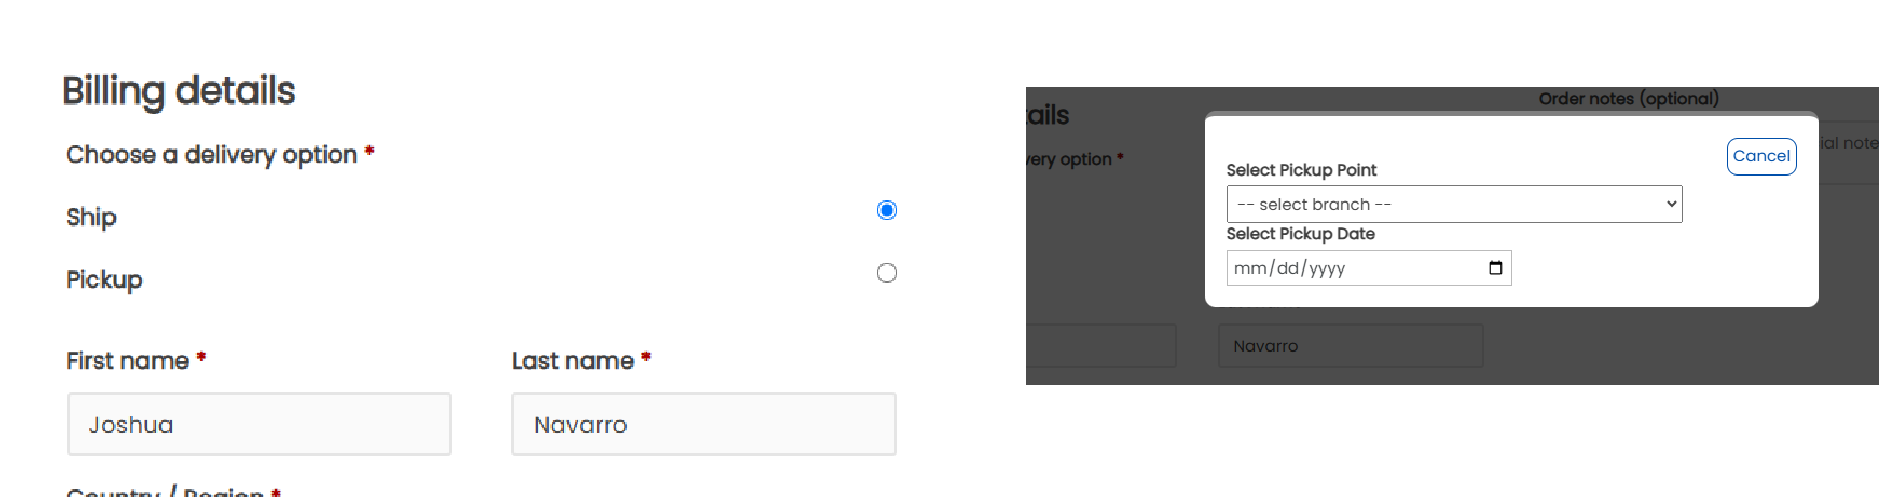 Billing details
Choose a delivery option *
Ship
Pickup
First name *
Last name *
Joshua
Navarro
Country / Region *
Order notes (optional)
ails
very option *
ial note
Cancel
Select Pickup Point
-- select branch --
Select Pickup Date
mm/dd/yyyy
Navarro